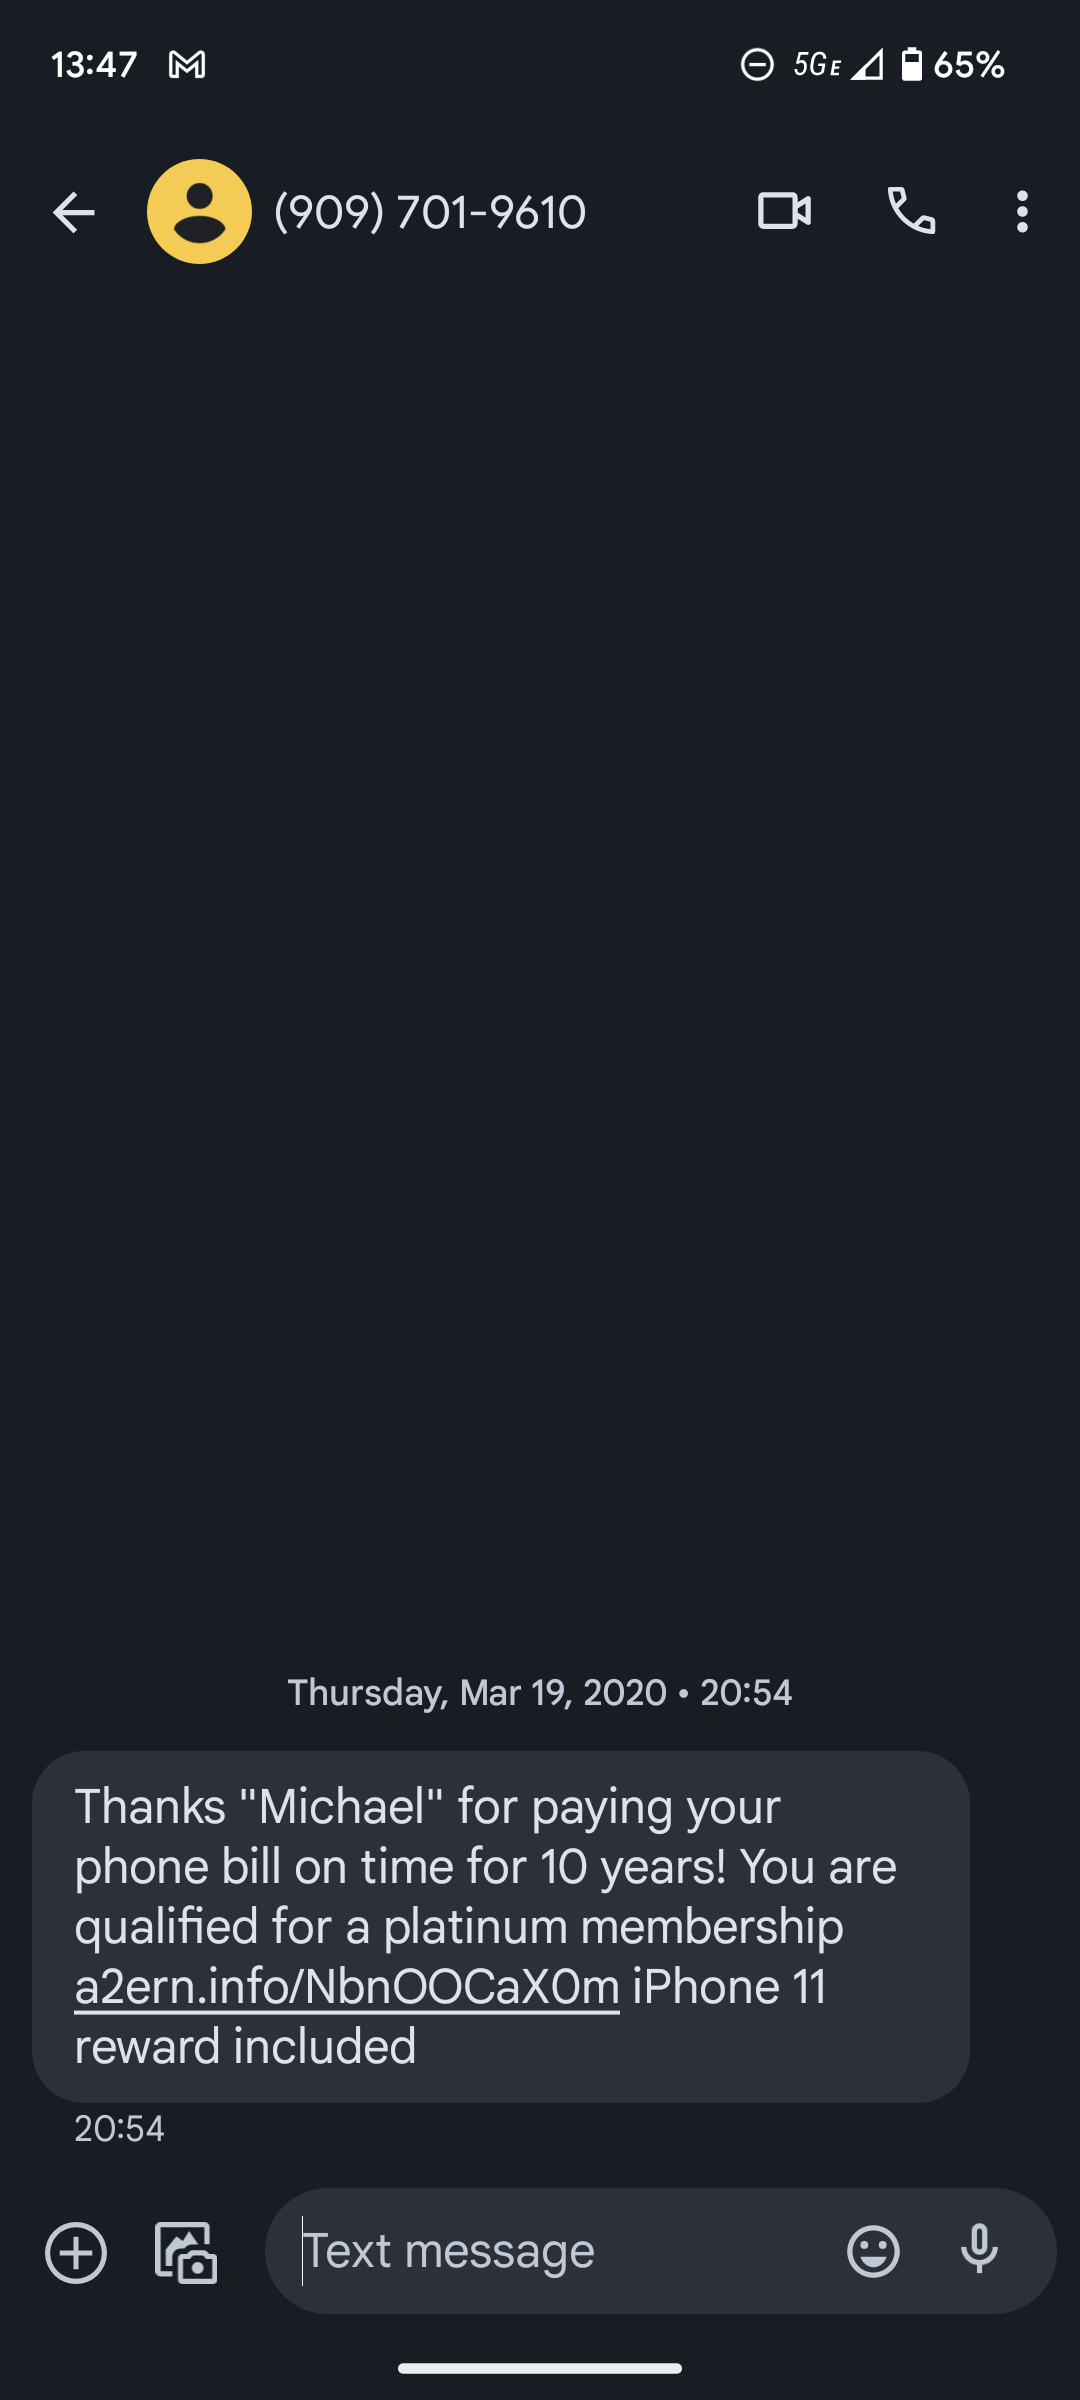 13:47 5GE 65%
(909) 701-9610
Thursday, Mar 19, 2020 • 20:54
Thanks "Michael" for paying your
phone bill on time for 10 years! You are
qualified for a platinum membership
a2ern.info/NbnOOCaX0m iPhone 11
reward included
20:54
Text message